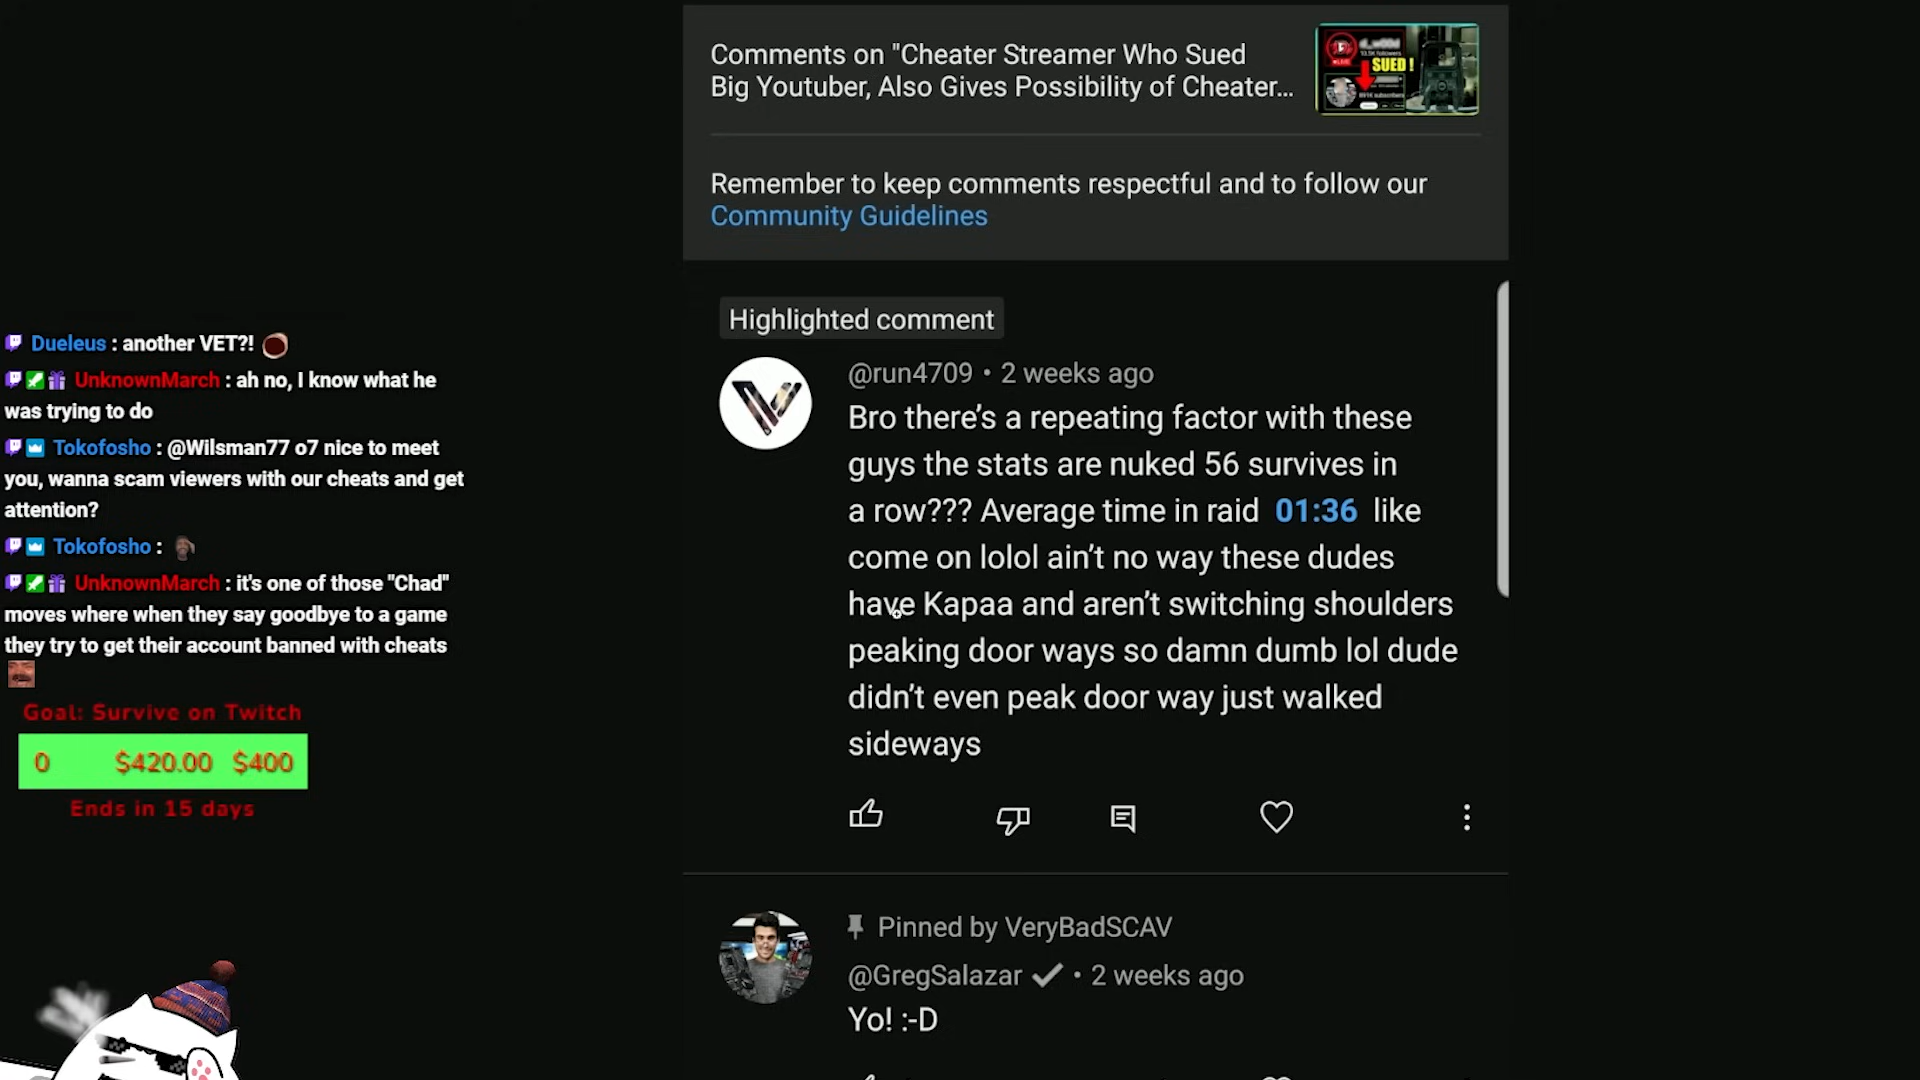 Comments on "Cheater Streamer Who Sued
Big Youtuber, Also Gives Possibility of Cheater...
SUED!
Remember to keep comments respectful and to follow our
Community Guidelines
Highlighted comment
@run4709 • 2 weeks ago
Bro there's a repeating factor with these
guys the stats are nuked 56 survives in
a row??? Average time in raid 01:36 like
come on lolol ain't no way these dudes
have Kapaa and aren't switching shoulders
peaking door ways so damn dumb lol dude
didn't even peak door way just walked
sideways
Pinned by VeryBadSCAV
@GregSalazar • 2 weeks ago
Yo! :-D
Dueleus : another VET?!
UnknownMarch : ah no, I know what he
was trying to do
Tokofosho : @Wilsman77 o7 nice to meet
you, wanna scam viewers with our cheats and get
attention?
Tokofosho :
UnknownMarch : it's one of those "Chad"
moves where when they say goodbye to a game
they try to get their account banned with cheats
Goal: Survive on Twitch
0 $420.00 $400
Ends in 15 days